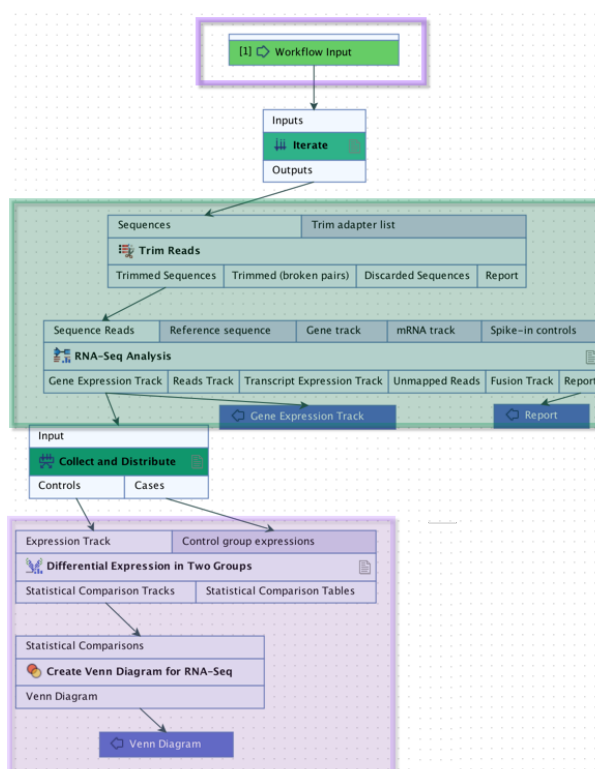 [1] Workflow Input
Inputs
Iterate
Outputs
Sequences Trim adapter list
Trim Reads
Trimmed Sequences Trimmed (broken pairs) Discarded Sequences Report
Sequence Reads Reference sequence Gene track mRNA track Spike-in controls
RNA-Seq Analysis
Gene Expression Track Reads Track Transcript Expression Track Unmapped Reads Fusion Track Report
Gene Expression Track Report
Input
Collect and Distribute
Controls Cases
Expression Track Control group expressions
Differential Expression in Two Groups
Statistical Comparison Tracks Statistical Comparison Tables
Statistical Comparisons
Create Venn Diagram for RNA-Seq
Venn Diagram
Venn Diagram